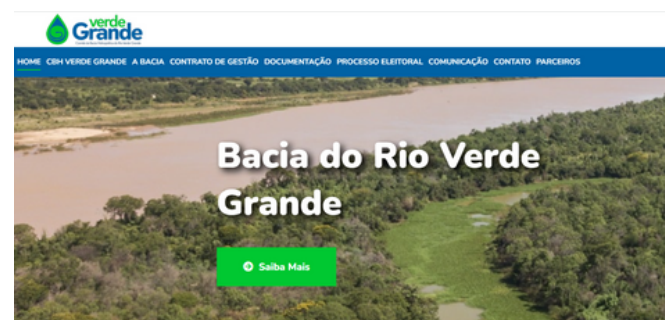 verde
Grande
HOME CBH VERDE GRANDE A BACIA CONTRATO DE GESTÃO DOCUMENTAÇÃO PROCESSO ELEITORAL COMUNICAÇÃO CONTATO PARCEIROS
Bacia do Rio Verde
Grande
Saiba Mais